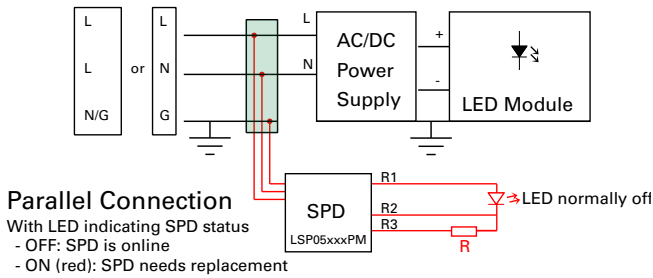 L
L
N/G
or
L
N
G
L
N
AC/DC
Power
Supply
+
-
LED Module
SPD
LSP05xxxPM
R1
R2
R3
R
LED normally off
Parallel Connection
With LED indicating SPD status
- OFF: SPD is online
- ON (red): SPD needs replacement